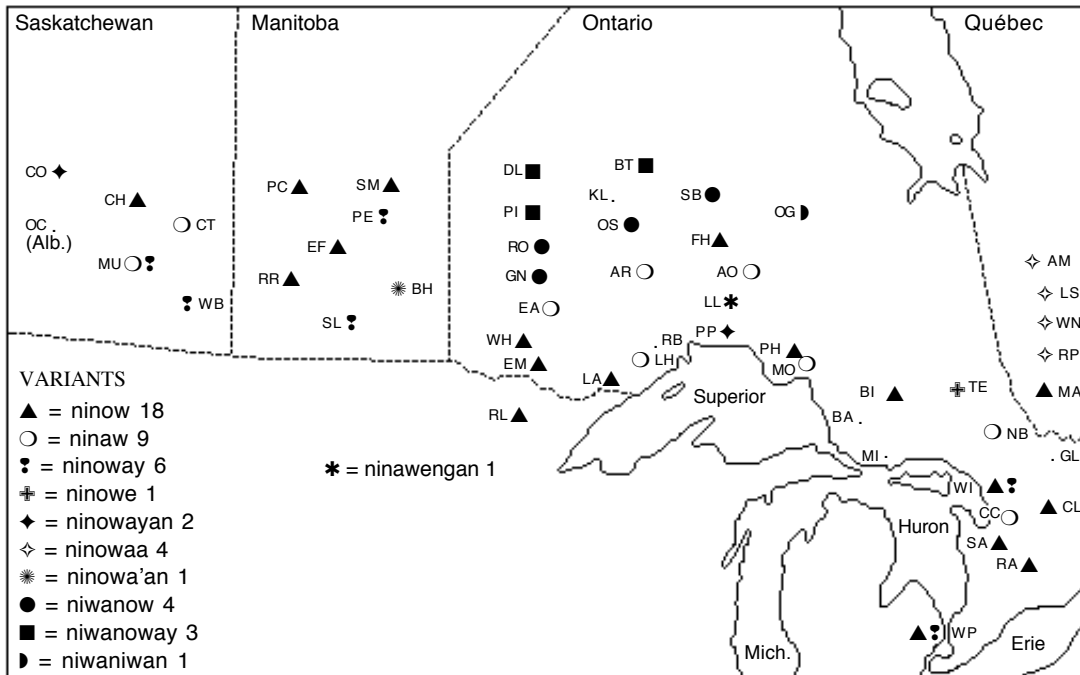 Saskatchewan
Manitoba
Ontario
Québec
CO
CH
OC
(Alb.)
CT
MU
WB
PC
SM
PE
EF
RR
BH
SL
DL
BT
KL
SB
PI
OG
OS
RO
FH
GN
AR
AO
EA
LL
WH
RB
PP
LH
PH
EM
MO
LA
RL
AM
LS
WN
RP
MA
TE
BI
BA
NB
GL
MI
WI
CC
CL
SA
RA
WP
Superior
Huron
Mich.
Erie
VARIANTS
▲ = ninow 18
❍ = ninaw 9
❢ = ninoway 6
✙ = ninowe 1
✦ = ninowayan 2
✧ = ninowaa 4
✺ = ninowa'an 1
● = niwanow 4
■ = niwanoway 3
◗ = niwaniwan 1
✱ = ninawengan 1